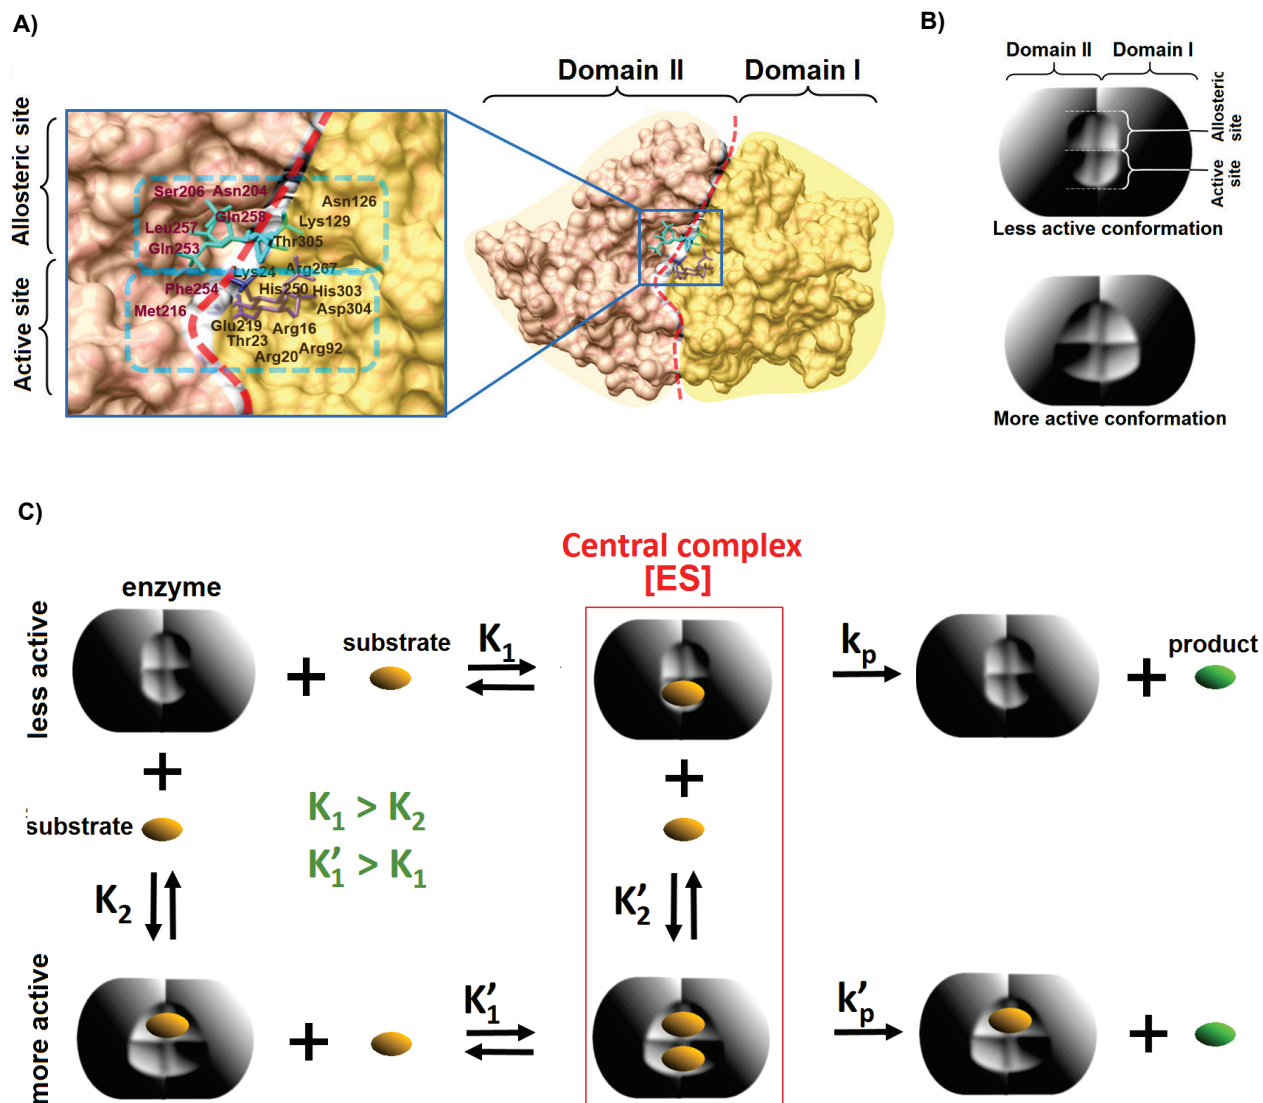 A)
Domain II
Domain I
Allosteric site
Active site
Ser206
Asn204
Asn126
Gln258
Lys129
Leu257
Thr305
Gln253
Lys24
Arg267
Phe254
His250
His303
Met216
Asp304
Glu219
Arg16
Thr23
Arg20
Arg92
B)
Domain II
Domain I
Allosteric
site
Active
site
Less active conformation
More active conformation
C)
Central complex
[ES]
less active
enzyme
+
substrate
K1
kp
+
product
+
substrate
K1 > K2
K′1 > K1
+
K2
K′2
more active
+
K′1
k′p
+